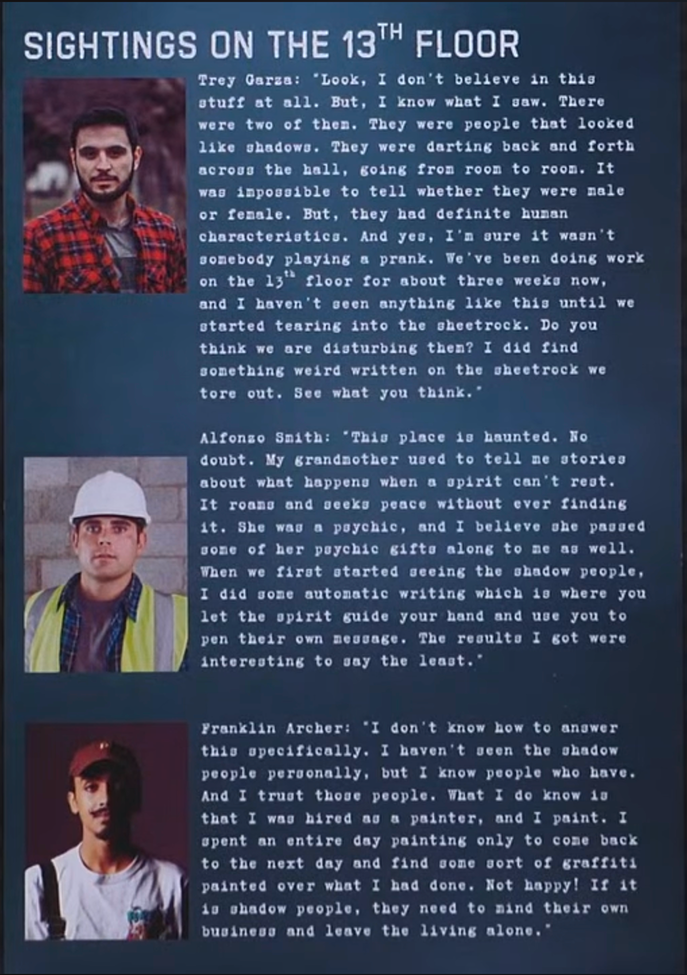 SIGHTINGS ON THE 13TH FLOOR
Trey Garza: "Look, I don't believe in this
stuff at all. But, I know what I saw. There
were two of them. They were people that looked
like shadows. They were darting back and forth
across the hall, going from room to room. It
was impossible to tell whether they were male
or female. But, they had definite human
characteristics. And yes, I'm sure it wasn't
somebody playing a prank. We've been doing work
on the 13th floor for about three weeks now,
and I haven't seen anything like this until we
started tearing into the sheetrock. Do you
think we are disturbing them? I did find
something weird written on the sheetrock we
tore out. See what you think."
Alfonso Smith: "This place is haunted. No
doubt. My grandmother used to tell me stories
about what happens when a spirit can't rest.
It roams and seeks peace without ever finding
it. She was a psychic, and I believe she passed
some of her psychic gifts along to me as well.
When we first started seeing the shadow people,
I did some automatic writing which is where you
let the spirit guide your hand and use you to
pen their own message. The results I got were
interesting to say the least."
Franklin Archer: "I don't know how to answer
this specifically. I haven't seen the shadow
people personally, but I know people who have.
And I trust those people. What I do know is
that I was hired as a painter, and I paint. I
spent an entire day painting only to come back
to the next day and find some sort of graffiti
painted over what I had done. Not happy! If it
is shadow people, they need to mind their own
business and leave the living alone."